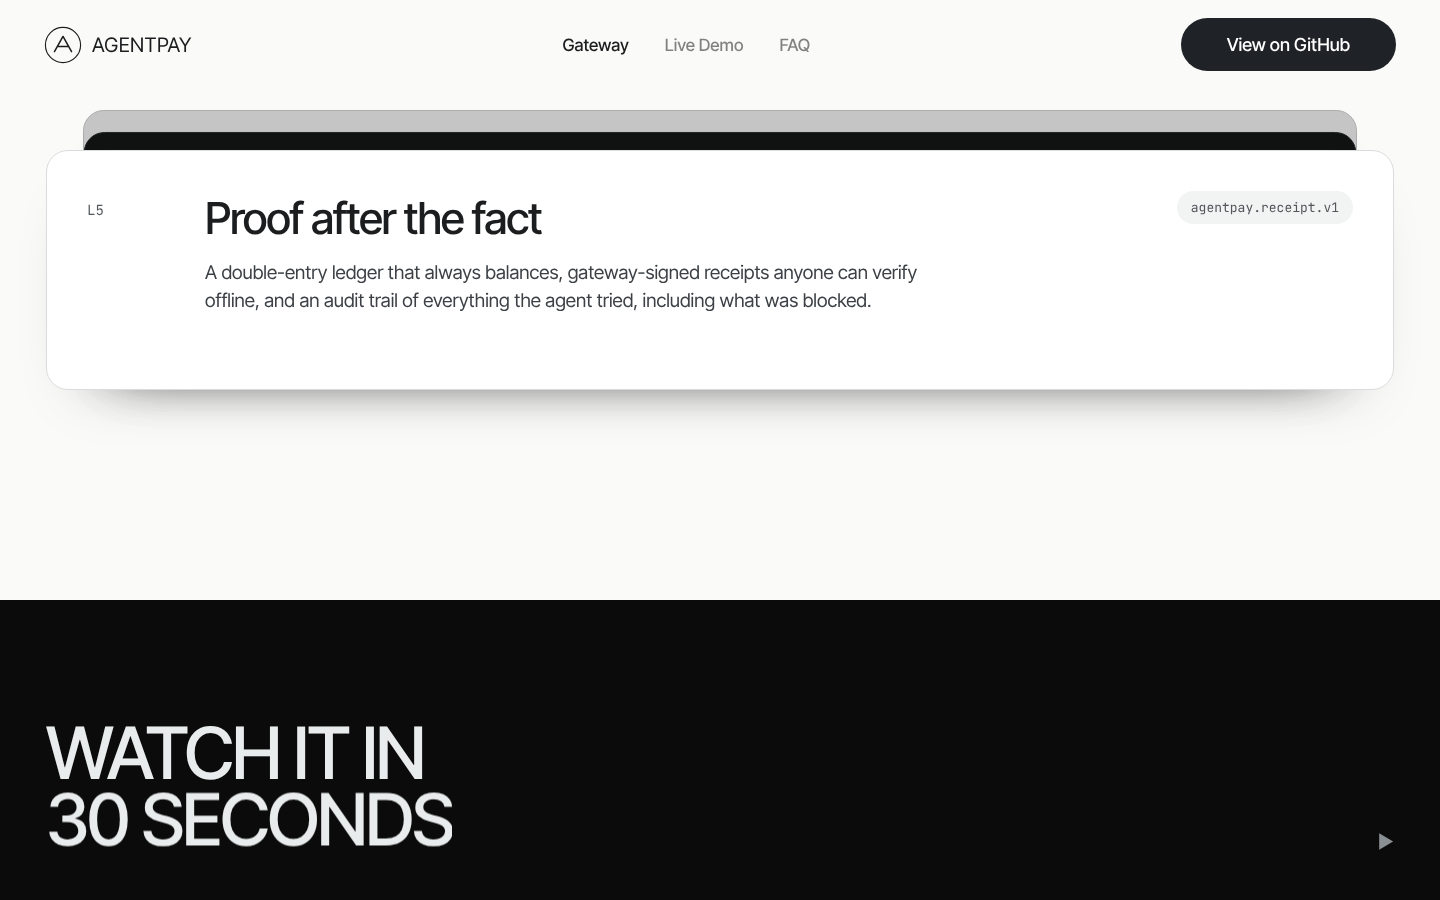 AGENTPAY
Gateway
Live Demo
FAQ
View on GitHub
L5
Proof after the fact
agentpay.receipt.v1
A double-entry ledger that always balances, gateway-signed receipts anyone can verify
offline, and an audit trail of everything the agent tried, including what was blocked.
WATCH IT IN
30 SECONDS